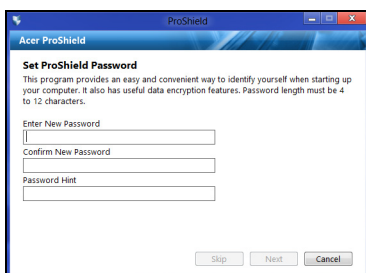 ProShield
Acer ProShield
Set ProShield Password
This program provides an easy and convenient way to identify yourself when starting up
your computer. It also has useful data encryption features. Password length must be 4
to 12 characters.
Enter New Password
Confirm New Password
Password Hint
Skip Next Cancel